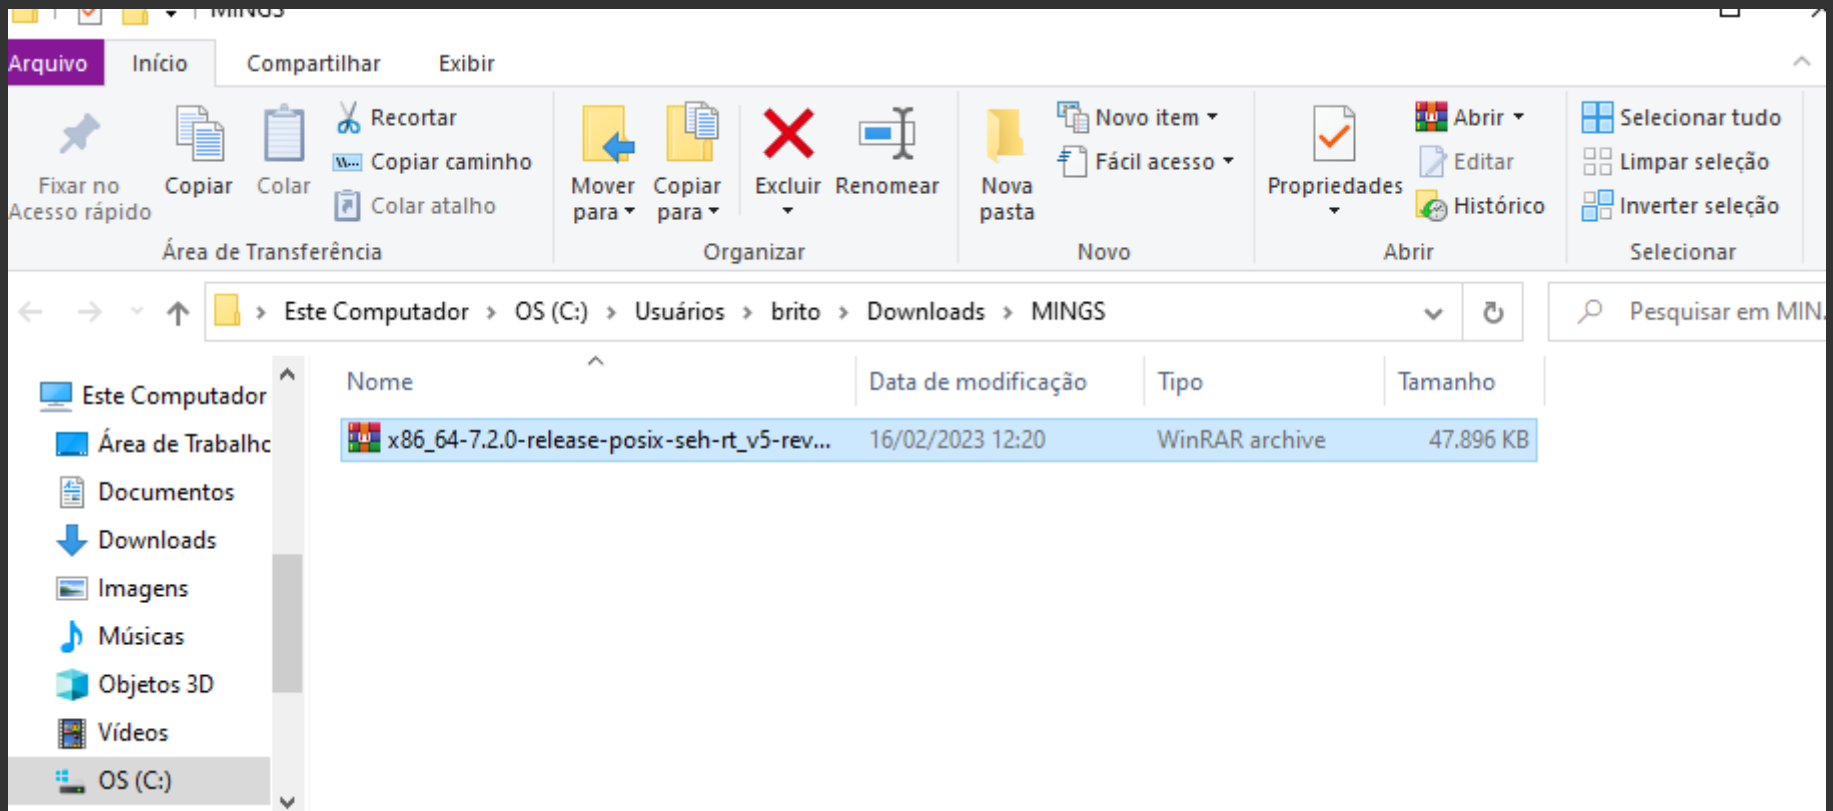 MINGS
Arquivo Início Compartilhar Exibir
Fixar no
Acesso rápido
Copiar
Colar
Recortar
Copiar caminho
Colar atalho
Área de Transferência
Mover
para
Copiar
para
Excluir
Renomear
Organizar
Nova
pasta
Novo item
Fácil acesso
Novo
Propriedades
Abrir
Editar
Histórico
Abrir
Selecionar tudo
Limpar seleção
Inverter seleção
Selecionar
Este Computador > OS (C:) > Usuários > brito > Downloads > MINGS
Pesquisar em MIN...
Este Computador
Área de Trabalho
Documentos
Downloads
Imagens
Músicas
Objetos 3D
Vídeos
OS (C:)
Nome Data de modificação Tipo Tamanho
x86_64-7.2.0-release-posix-seh-rt_v5-rev... 16/02/2023 12:20 WinRAR archive 47.896 KB